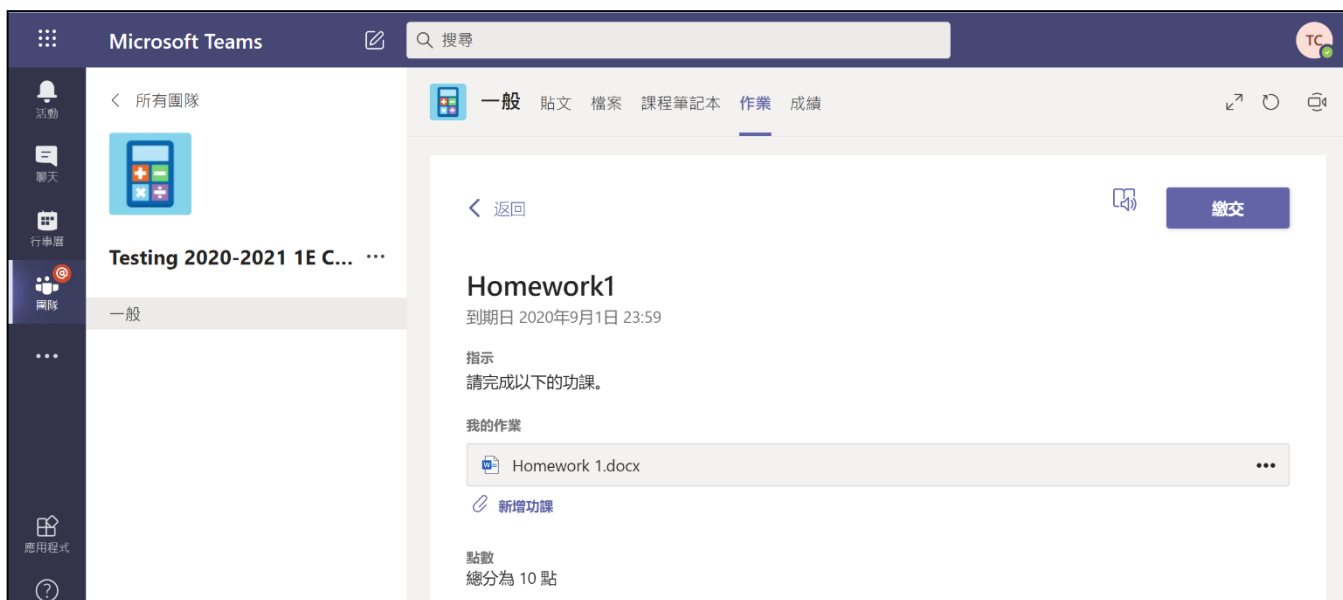 Microsoft Teams
搜尋
TC
活動
聊天
行事曆
團隊
應用程式
所有團隊
Testing 2020-2021 1E C... 
一般
一般 貼文 檔案 課程筆記本 作業 成績
返回
繳交
Homework1
到期日 2020年9月1日 23:59
指示
請完成以下的功課。
我的作業
Homework 1.docx
新增功課
點數
總分為 10 點